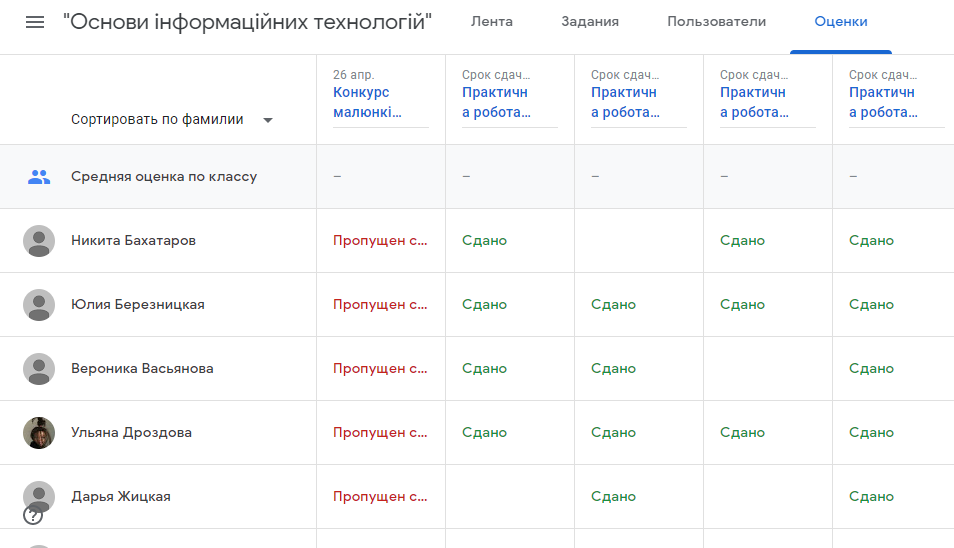 "Основи інформаційних технологій" Лента Задания Пользователи Оценки
26 апр. Срок сдач... Срок сдач... Срок сдач... Срок сдач...
Конкурс Практичн Практичн Практичн Практичн
малюнкі... а робота... а робота... а робота... а робота...
Сортировать по фамилии
Средняя оценка по классу – – – – –
Никита Бахатаров Пропущен с... Сдано Сдано Сдано
Юлия Березницкая Пропущен с... Сдано Сдано Сдано Сдано
Вероника Васьянова Пропущен с... Сдано Сдано Сдано
Ульяна Дроздова Пропущен с... Сдано Сдано Сдано Сдано
Дарья Жицкая Пропущен с... Сдано Сдано
?